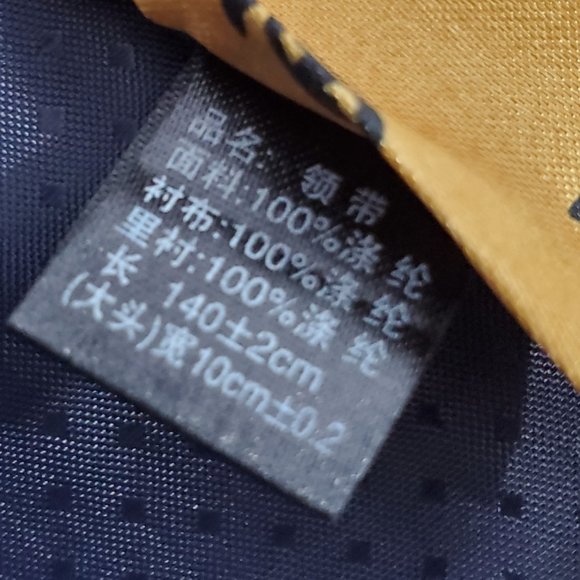 品名: 领带
面料:100%涤纶
衬布:100%涤纶
里衬:100%涤纶
长 140±2cm
(大头)宽10cm±0.2